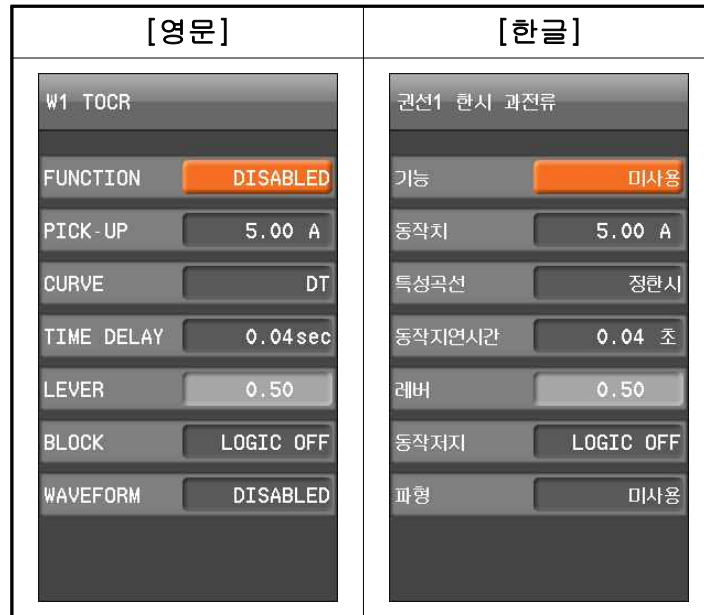 [영문]
[한글]
W1 TOCR
FUNCTION DISABLED
PICK-UP 5.00 A
CURVE DT
TIME DELAY 0.04sec
LEVER 0.50
BLOCK LOGIC OFF
WAVEFORM DISABLED
권선1 한시 과전류
기능 미사용
동작치 5.00 A
특성곡선 정한시
동작지연시간 0.04 초
레버 0.50
동작저지 LOGIC OFF
파형 미사용